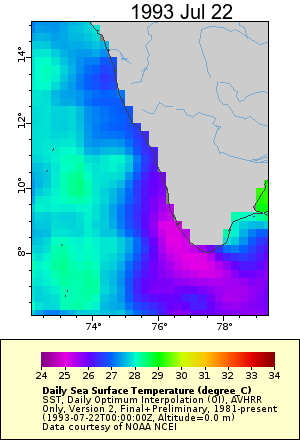 1993 Jul 22
14°
12°
10°
8°
74° 76° 78°
24 25 26 27 28 29 30 31 32 33 34
Daily Sea Surface Temperature (degree_C)
SST, Daily Optimum Interpolation (OI), AVHRR
Only, Version 2, Final+Preliminary, 1981-present
(1993-07-22T00:00:00Z, Altitude=0.0 m)
Data courtesy of NOAA NCEI